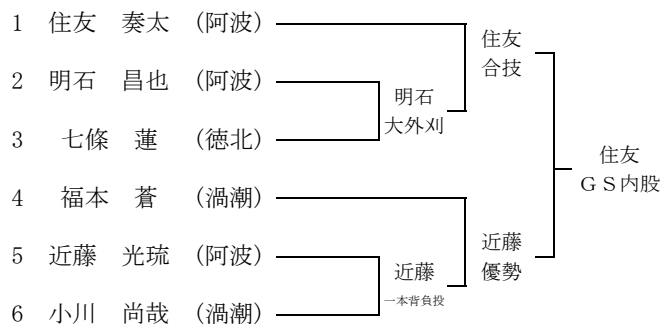 1 住友 奏太 (阿波)
2 明石 昌也 (阿波)
3 七條 蓮 (徳北)
4 福本 蒼 (渦潮)
5 近藤 光琉 (阿波)
6 小川 尚哉 (渦潮)
明石
大外刈
近藤
一本背負投
住友
合技
近藤
優勢
住友
ＧＳ内股